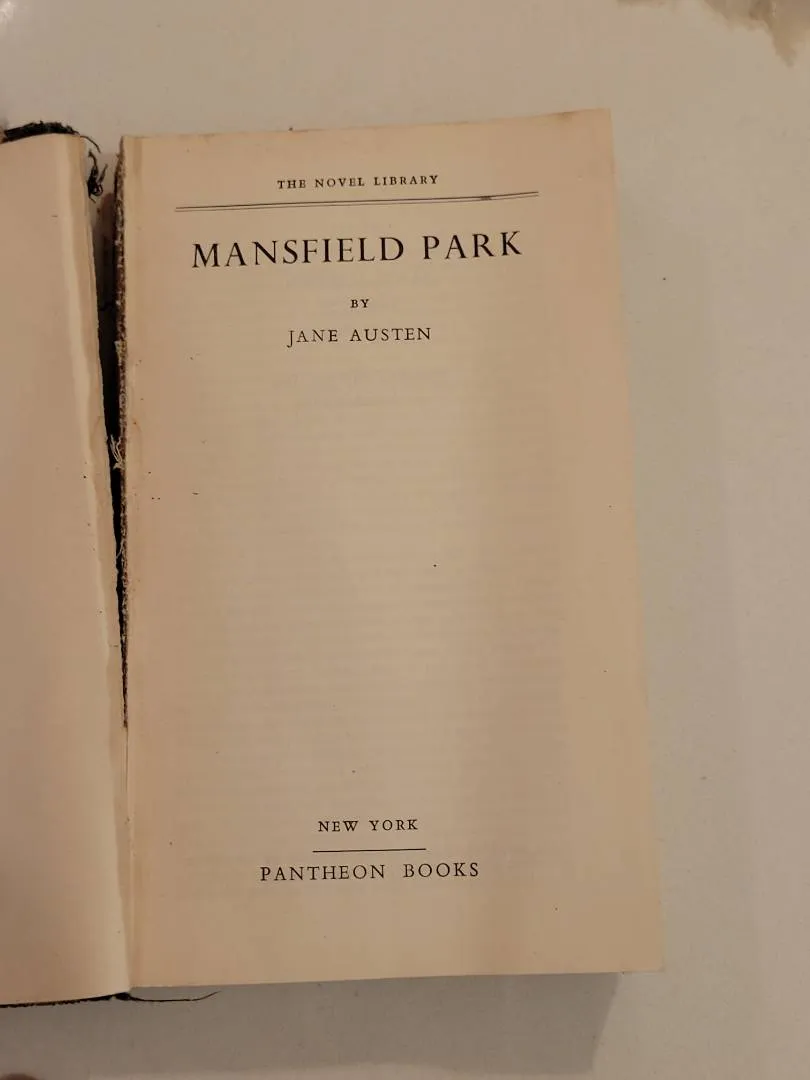 THE NOVEL LIBRARY
MANSFIELD PARK
BY
JANE AUSTEN
NEW YORK
PANTHEON BOOKS